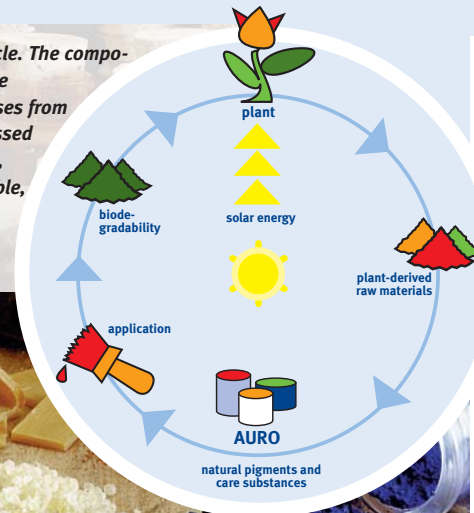 cle. The compo-
e
ses from
ssed
ble,
plant
solar energy
biode-
gradability
plant-derived
raw materials
application
AURO
natural pigments and
care substances